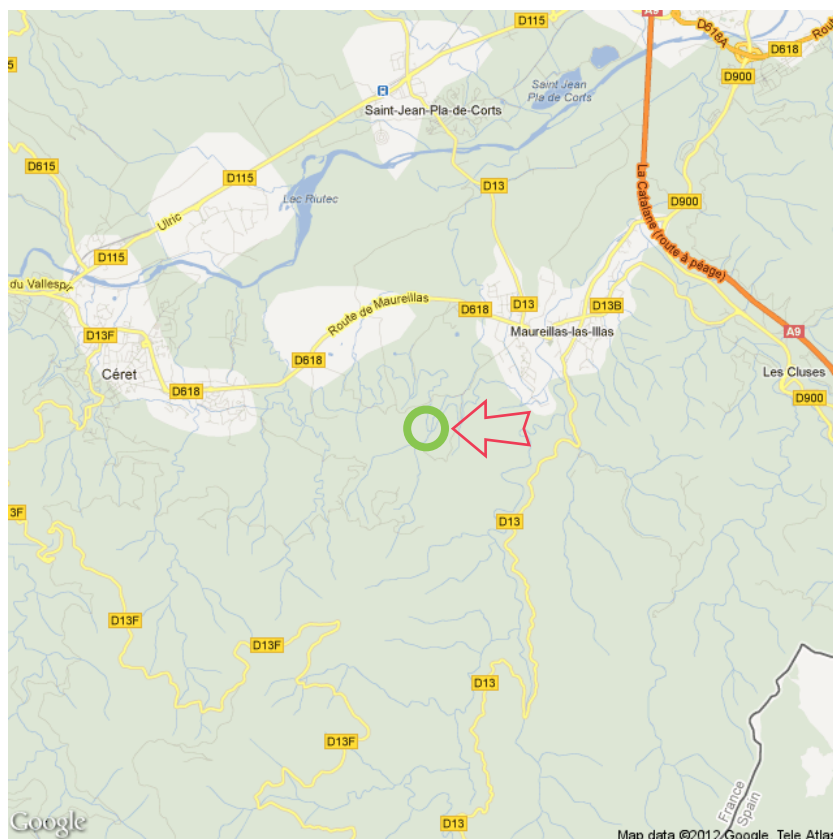 D115
A9
D618A
Route
D618
D900
Saint Jean
Pla de Corts
Saint-Jean-Pla-de-Corts
D615
D115
D13
Lac Riutec
Ulric
D900
La Catalane (route à péage)
D115
du Vallespir
D13
D13B
Route de Maureillas
D618
Maureillas-las-Illas
A9
D13F
D618
Céret
D618
Les Cluses
D900
3F
D13
D13F
D13F
D13
D13F
France
Spain
Google
D13
Map data ©2012 Google, Tele Atlas